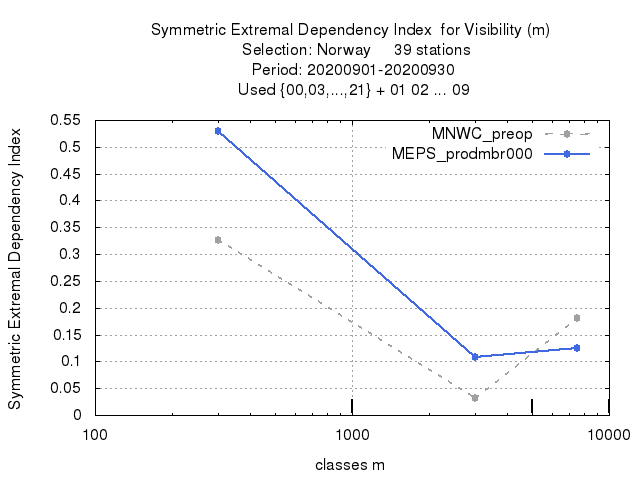 Symmetric Extremal Dependency Index  for Visibility (m)
Selection: Norway     39 stations
Period: 20200901-20200930
Used {00,03,...,21} + 01 02 ... 09
Symmetric Extremal Dependency Index
MNWC_preop
MEPS_prodmbr000
0.55
0.5
0.45
0.4
0.35
0.3
0.25
0.2
0.15
0.1
0.05
0
100 1000 10000
classes m